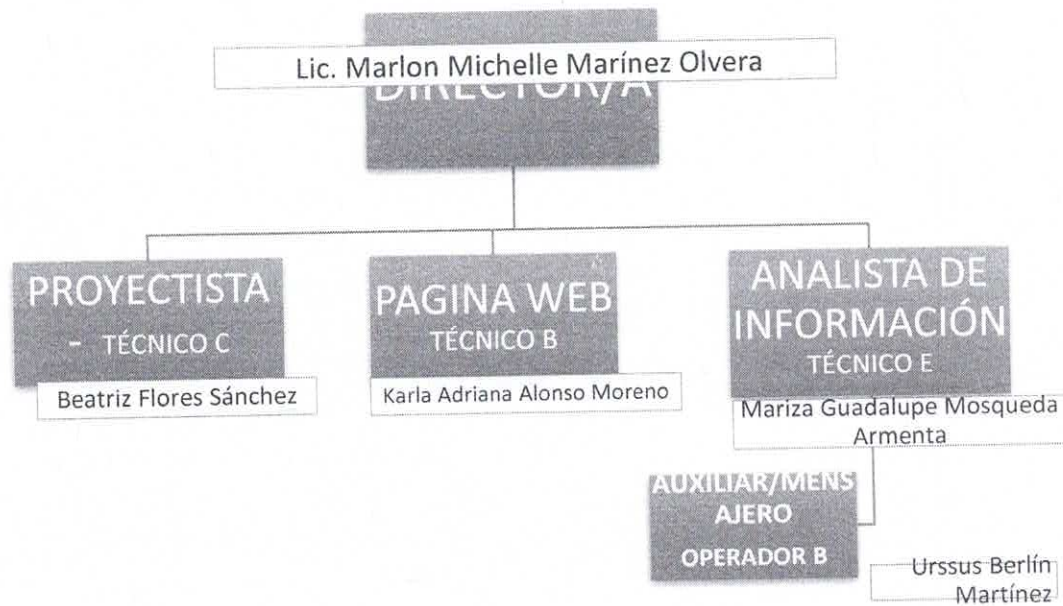 Lic. Marlon Michelle Marínez Olvera
DIRECTOR/A
PROYECTISTA
- TÉCNICO C
Beatriz Flores Sánchez
PAGINA WEB
TÉCNICO B
Karla Adriana Alonso Moreno
ANALISTA DE
INFORMACIÓN
TÉCNICO E
Mariza Guadalupe Mosqueda
Armenta
AUXILIAR/MENS
AJERO
OPERADOR B
Urssus Berlín
Martínez